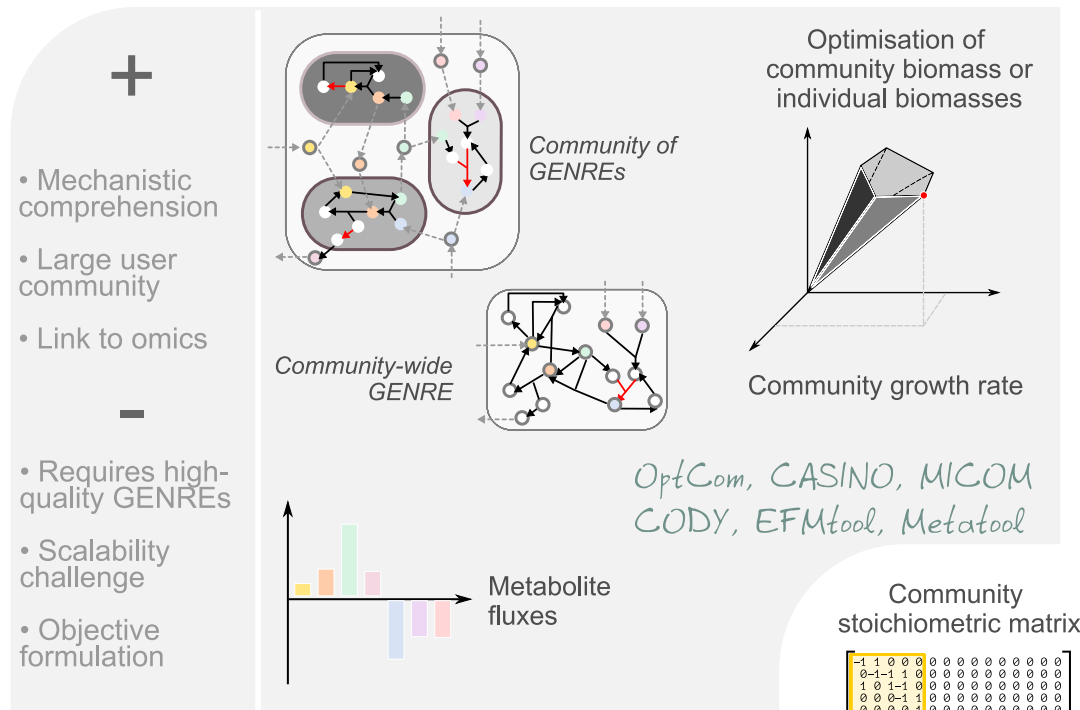 +
• Mechanistic
comprehension
• Large user
community
• Link to omics
-
• Requires high-
quality GENREs
• Scalability
challenge
• Objective
formulation
Community of
GENREs
Community-wide
GENRE
Optimisation of
community biomass or
individual biomasses
Community growth rate
OptCom, CASINO, MICOM
CODY, EFMtool, Metatool
Metabolite
fluxes
Community
stoichiometric matrix
-1 1 0 0 0 0 0 0 0 0 0 0 0 0 0
0-1-1 1 0 0 0 0 0 0 0 0 0 0 0
1 0 1-1 0 0 0 0 0 0 0 0 0 0 0
0 0 0-1 1 0 0 0 0 0 0 0 0 0 0